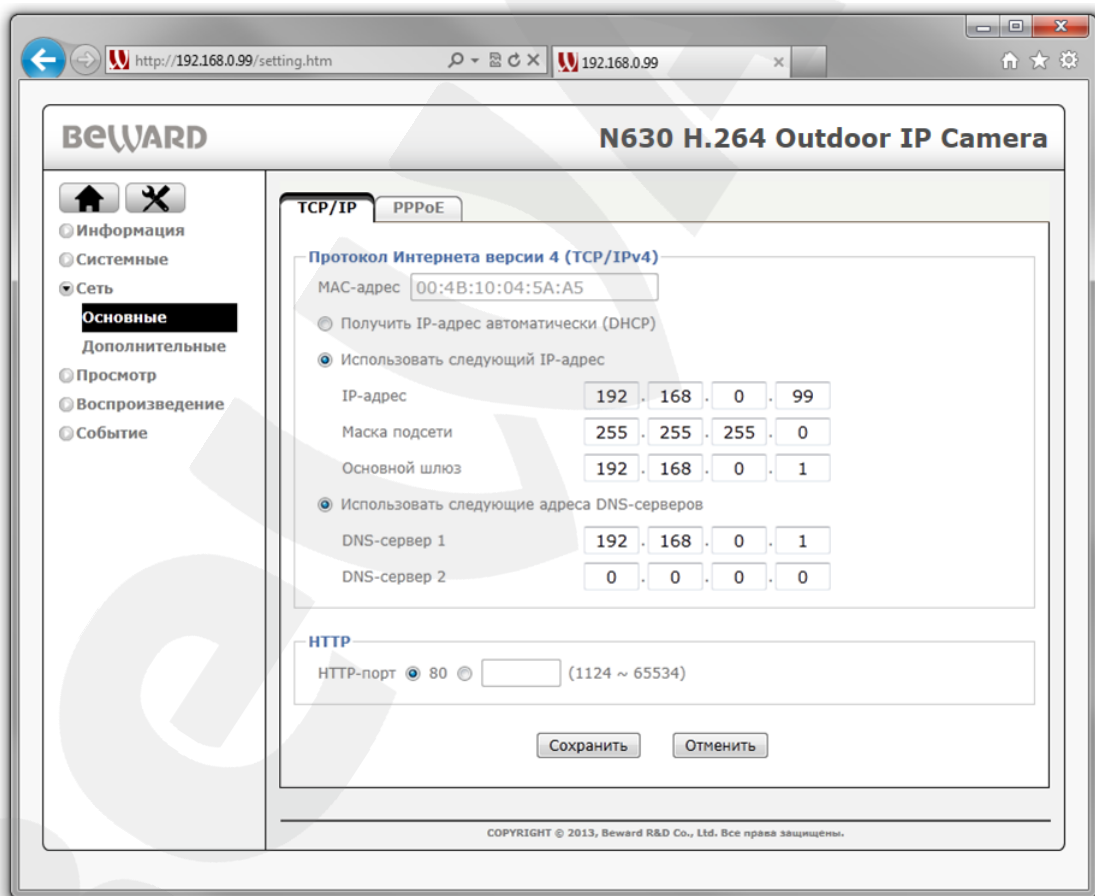 http://192.168.0.99/setting.htm
192.168.0.99
BEWARD
N630 H.264 Outdoor IP Camera
Информация
Системные
Сеть
Основные
Дополнительные
Просмотр
Воспроизведение
Событие
TCP/IP PPPoE
Протокол Интернета версии 4 (TCP/IPv4)
MAC-адрес 00:4B:10:04:5A:A5
Получить IP-адрес автоматически (DHCP)
Использовать следующий IP-адрес
IP-адрес 192 . 168 . 0 . 99
Маска подсети 255 . 255 . 255 . 0
Основной шлюз 192 . 168 . 0 . 1
Использовать следующие адреса DNS-серверов
DNS-сервер 1 192 . 168 . 0 . 1
DNS-сервер 2 0 . 0 . 0 . 0
HTTP
HTTP-порт 80 (1124 ~ 65534)
Сохранить Отменить
COPYRIGHT © 2013, Beward R&D Co., Ltd. Все права защищены.